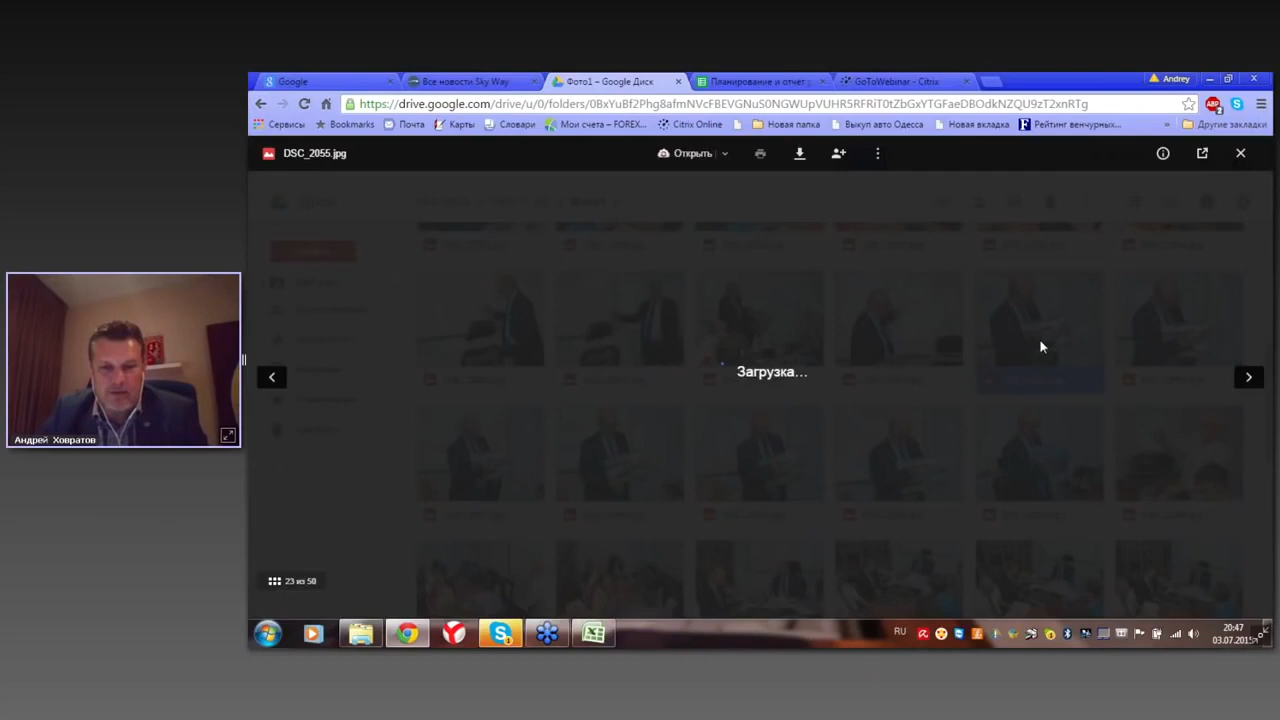 Google
Все новости Sky Way
Фото1 – Google Диск
Планирование и отчет
GoToWebinar - Citrix
Andrey
https://drive.google.com/drive/u/0/folders/0BxYuBf2Phg8afmNVcFBEVGNuS0NGWUpVUHR5RFRiT0tZbGxYTGFaeDBOdkNZQU9zT2xnRTg
Сервисы
Bookmarks
Почта
Карты
Словари
Мои счета – FOREX...
Citrix Online
Новая папка
Выкуп авто Одесса
Новая вкладка
Рейтинг венчурных...
»
Другие закладки
DSC_2055.jpg
Открыть
Загрузка...
Андрей Ховратов
23 из 50
RU
20:47
03.07.2015